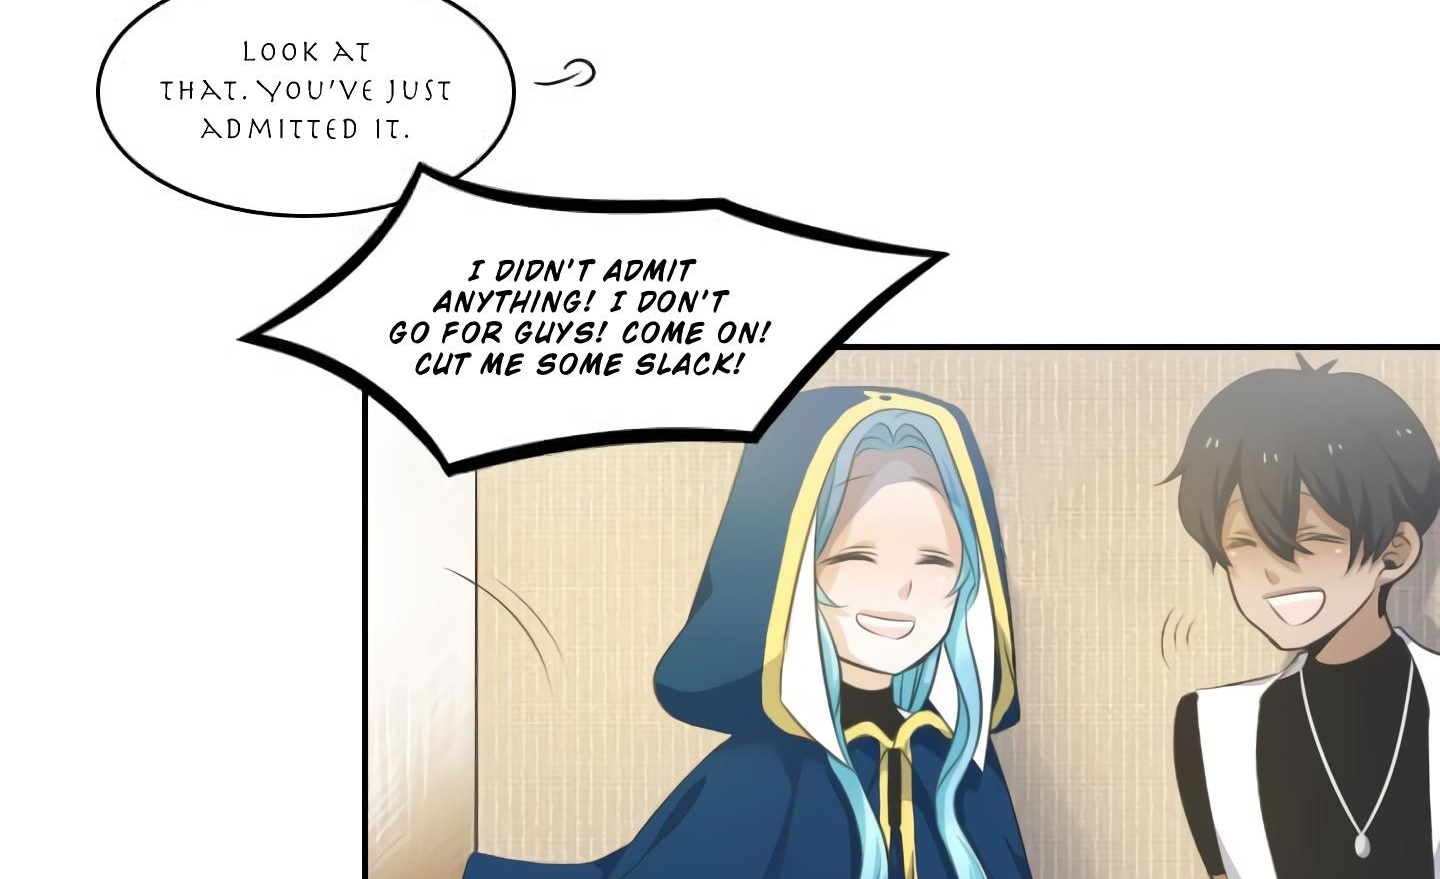 LOOK AT
THAT. YOU'VE JUST
ADMITTED IT.
I DIDN'T ADMIT
ANYTHING! I DON'T
GO FOR GUYS! COME ON!
CUT ME SOME SLACK!